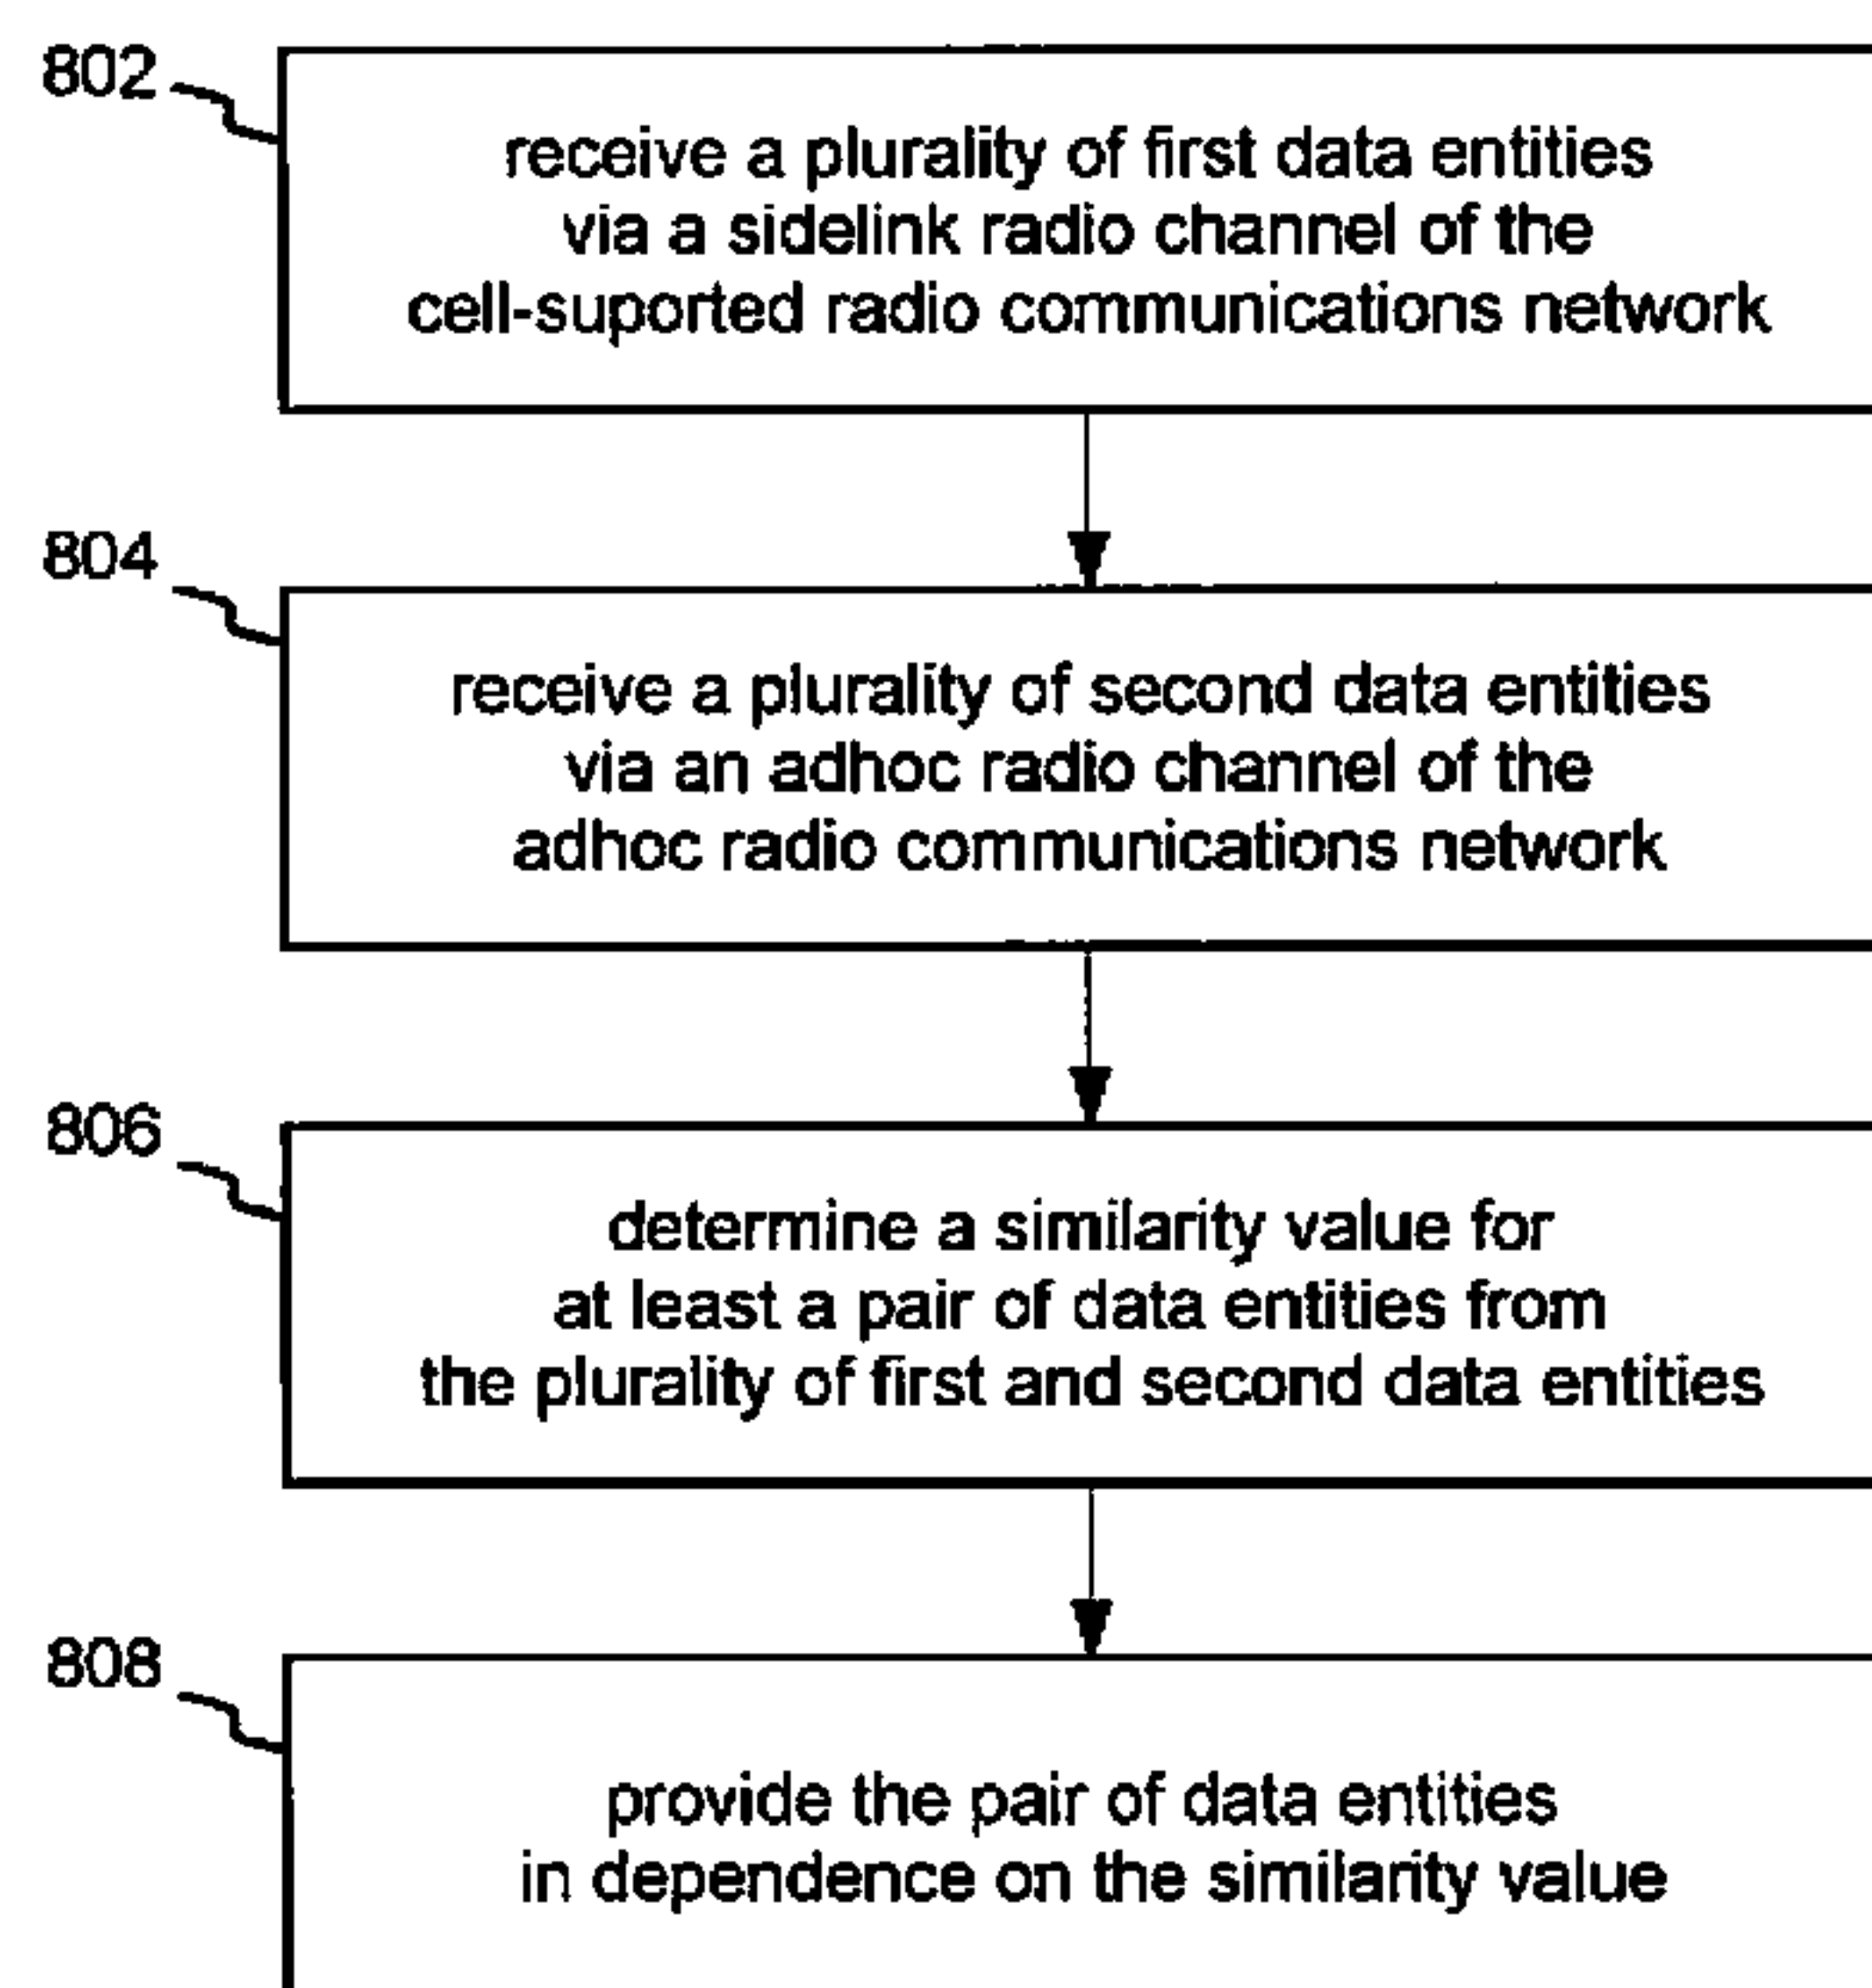 802
receive a plurality of first data entities
via a sidelink radio channel of the
cell-suported radio communications network
804
receive a plurality of second data entities
via an adhoc radio channel of the
adhoc radio communications network
806
determine a similarity value for
at least a pair of data entities from
the plurality of first and second data entities
808
provide the pair of data entities
in dependence on the similarity value